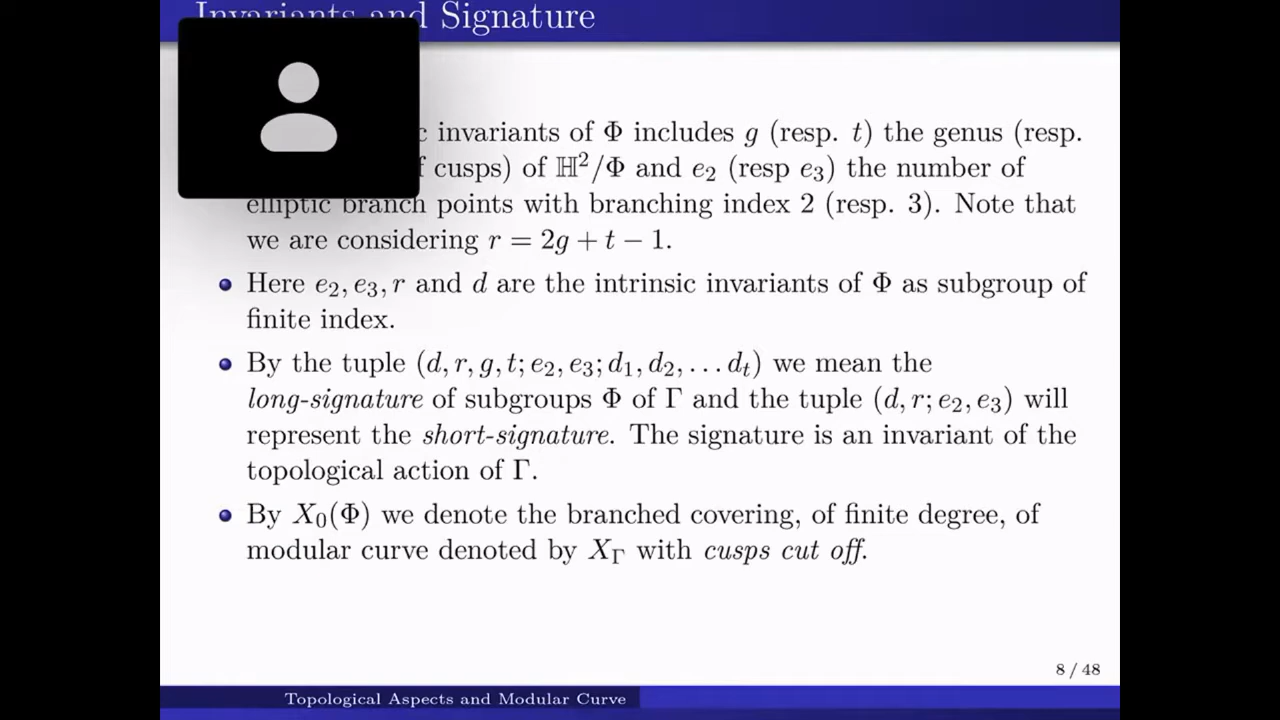 Invariants and Signature
c invariants of Φ includes g (resp. t) the genus (resp.
f cusps) of ℍ²/Φ and e₂ (resp e₃) the number of
elliptic branch points with branching index 2 (resp. 3). Note that
we are considering r = 2g + t − 1.
Here e₂, e₃, r and d are the intrinsic invariants of Φ as subgroup of
finite index.
By the tuple (d, r, g, t; e₂, e₃; d₁, d₂, . . . dₜ) we mean the
long-signature of subgroups Φ of Γ and the tuple (d, r; e₂, e₃) will
represent the short-signature. The signature is an invariant of the
topological action of Γ.
By X₀(Φ) we denote the branched covering, of finite degree, of
modular curve denoted by X_Γ with cusps cut off.
8 / 48
Topological Aspects and Modular Curve